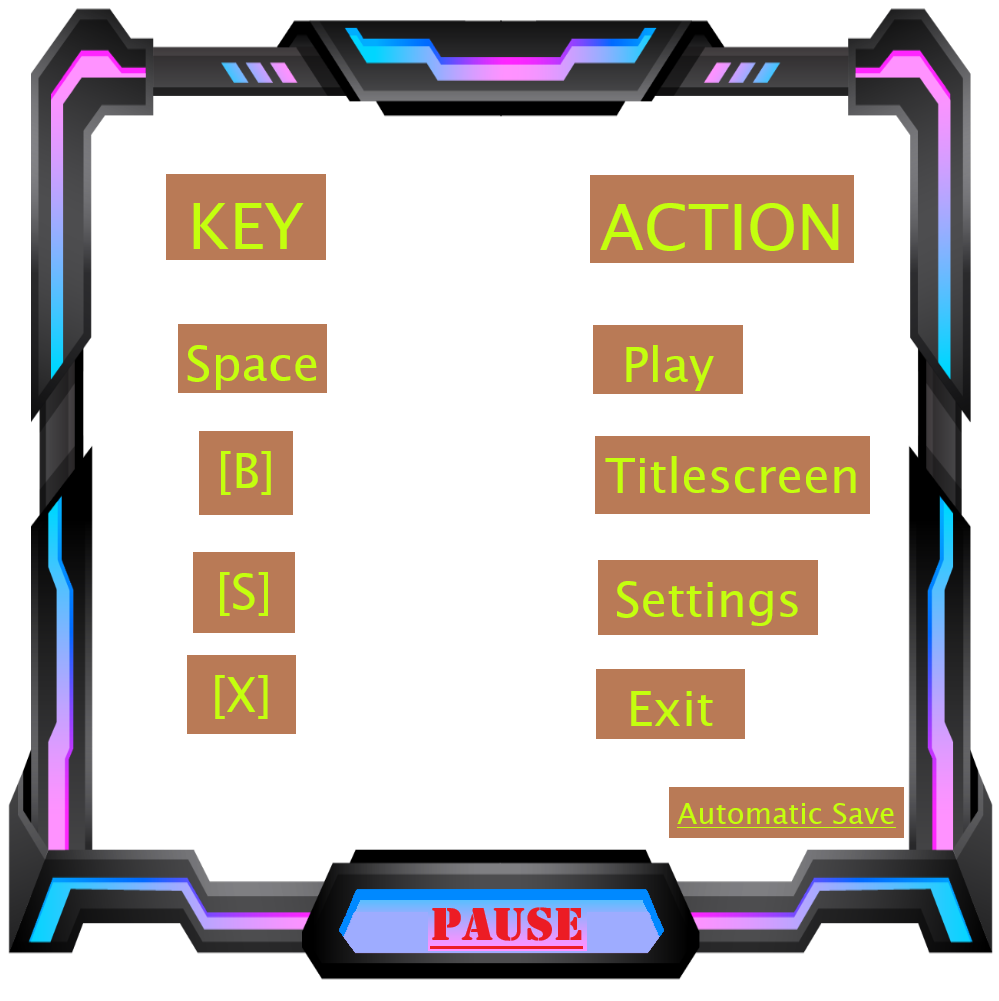 KEY ACTION
Space Play
[B] Titlescreen
[S] Settings
[X] Exit
Automatic Save
PAUSE